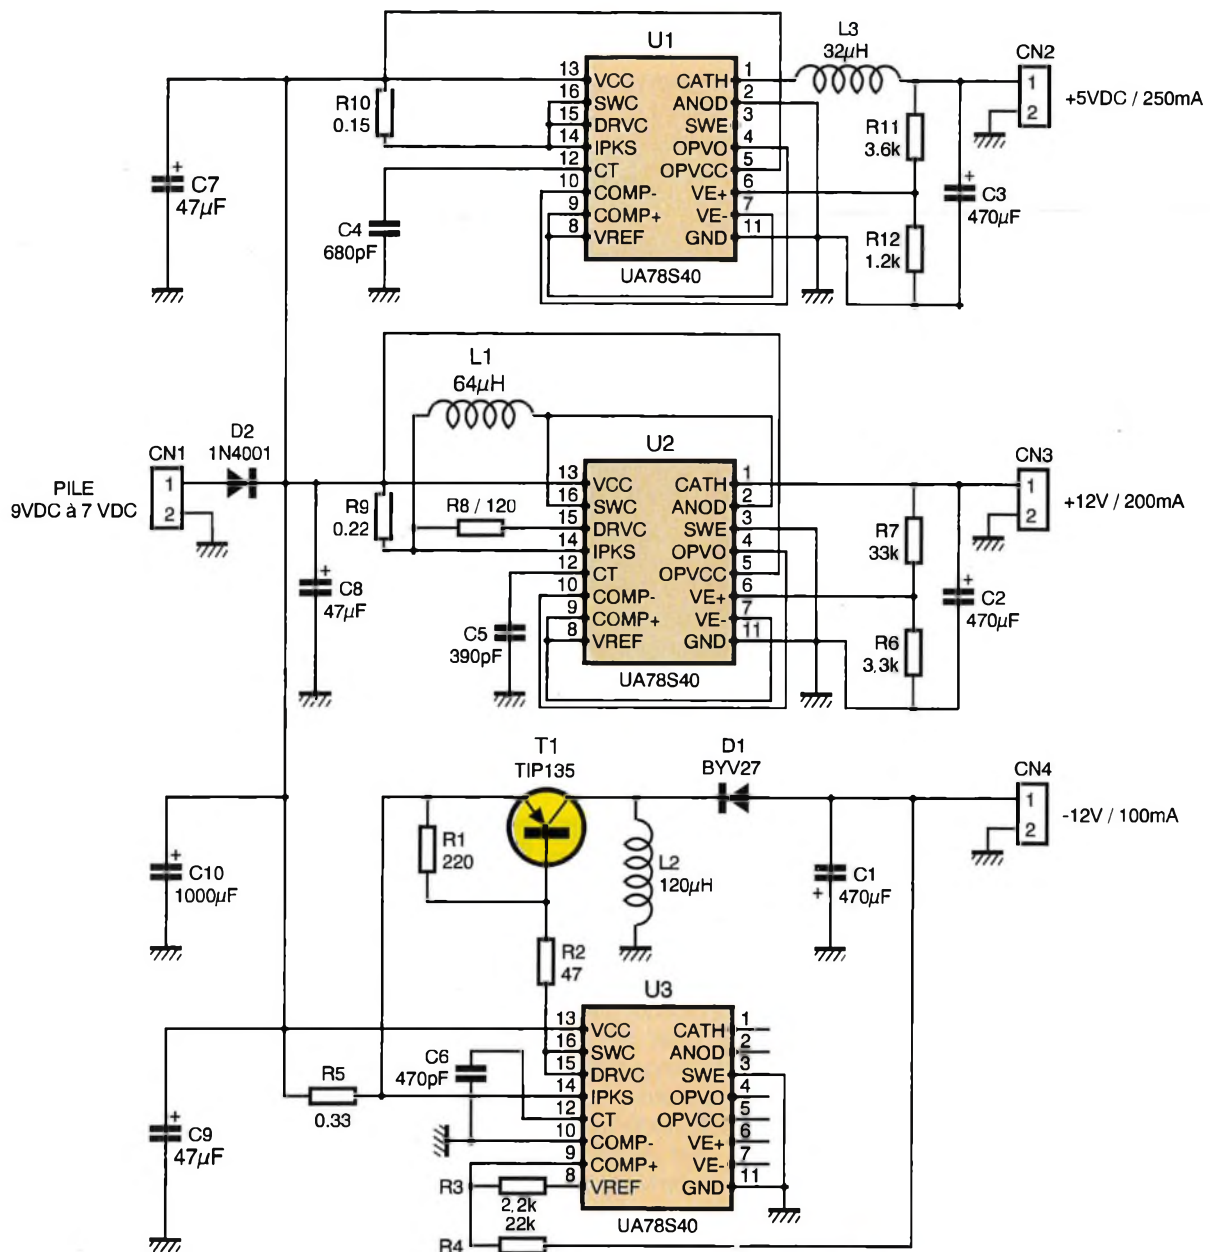 U1
L3
32µH
CN2
1
2
+5VDC / 250mA
R10
0.15
13 VCC CATH 1
16 SWC ANOD 2
15 DRVC SWE 3
14 IPKS OPVO 4
12 CT OPVCC 5
10 COMP- VE+ 6
9 COMP+ VE- 7
8 VREF GND 11
UA78S40
R11
3.6k
R12
1.2k
+
C3
470µF
+
C7
47µF
C4
680pF
L1
64µH
U2
D2
1N4001
CN1
1
2
PILE
9VDC à 7 VDC
R9
0.22
R8 / 120
13 VCC CATH 1
16 SWC ANOD 2
15 DRVC SWE 3
14 IPKS OPVO 4
12 CT OPVCC 5
10 COMP- VE+ 6
9 COMP+ VE- 7
8 VREF GND 11
UA78S40
CN3
1
2
+12V / 200mA
R7
33k
R6
3,3k
+
C2
470µF
+
C8
47µF
C5
390pF
T1
TIP135
D1
BYV27
CN4
1
2
-12V / 100mA
R1
220
L2
120µH
C1
470µF
+
+
C10
1000µF
R2
47
U3
C6
470pF
R5
0.33
13 VCC CATH 1
16 SWC ANOD 2
15 DRVC SWE 3
14 IPKS OPVO 4
12 CT OPVCC 5
10 COMP- VE+ 6
9 COMP+ VE- 7
8 VREF GND 11
UA78S40
+
C9
47µF
R3
2,2k
22k
R4